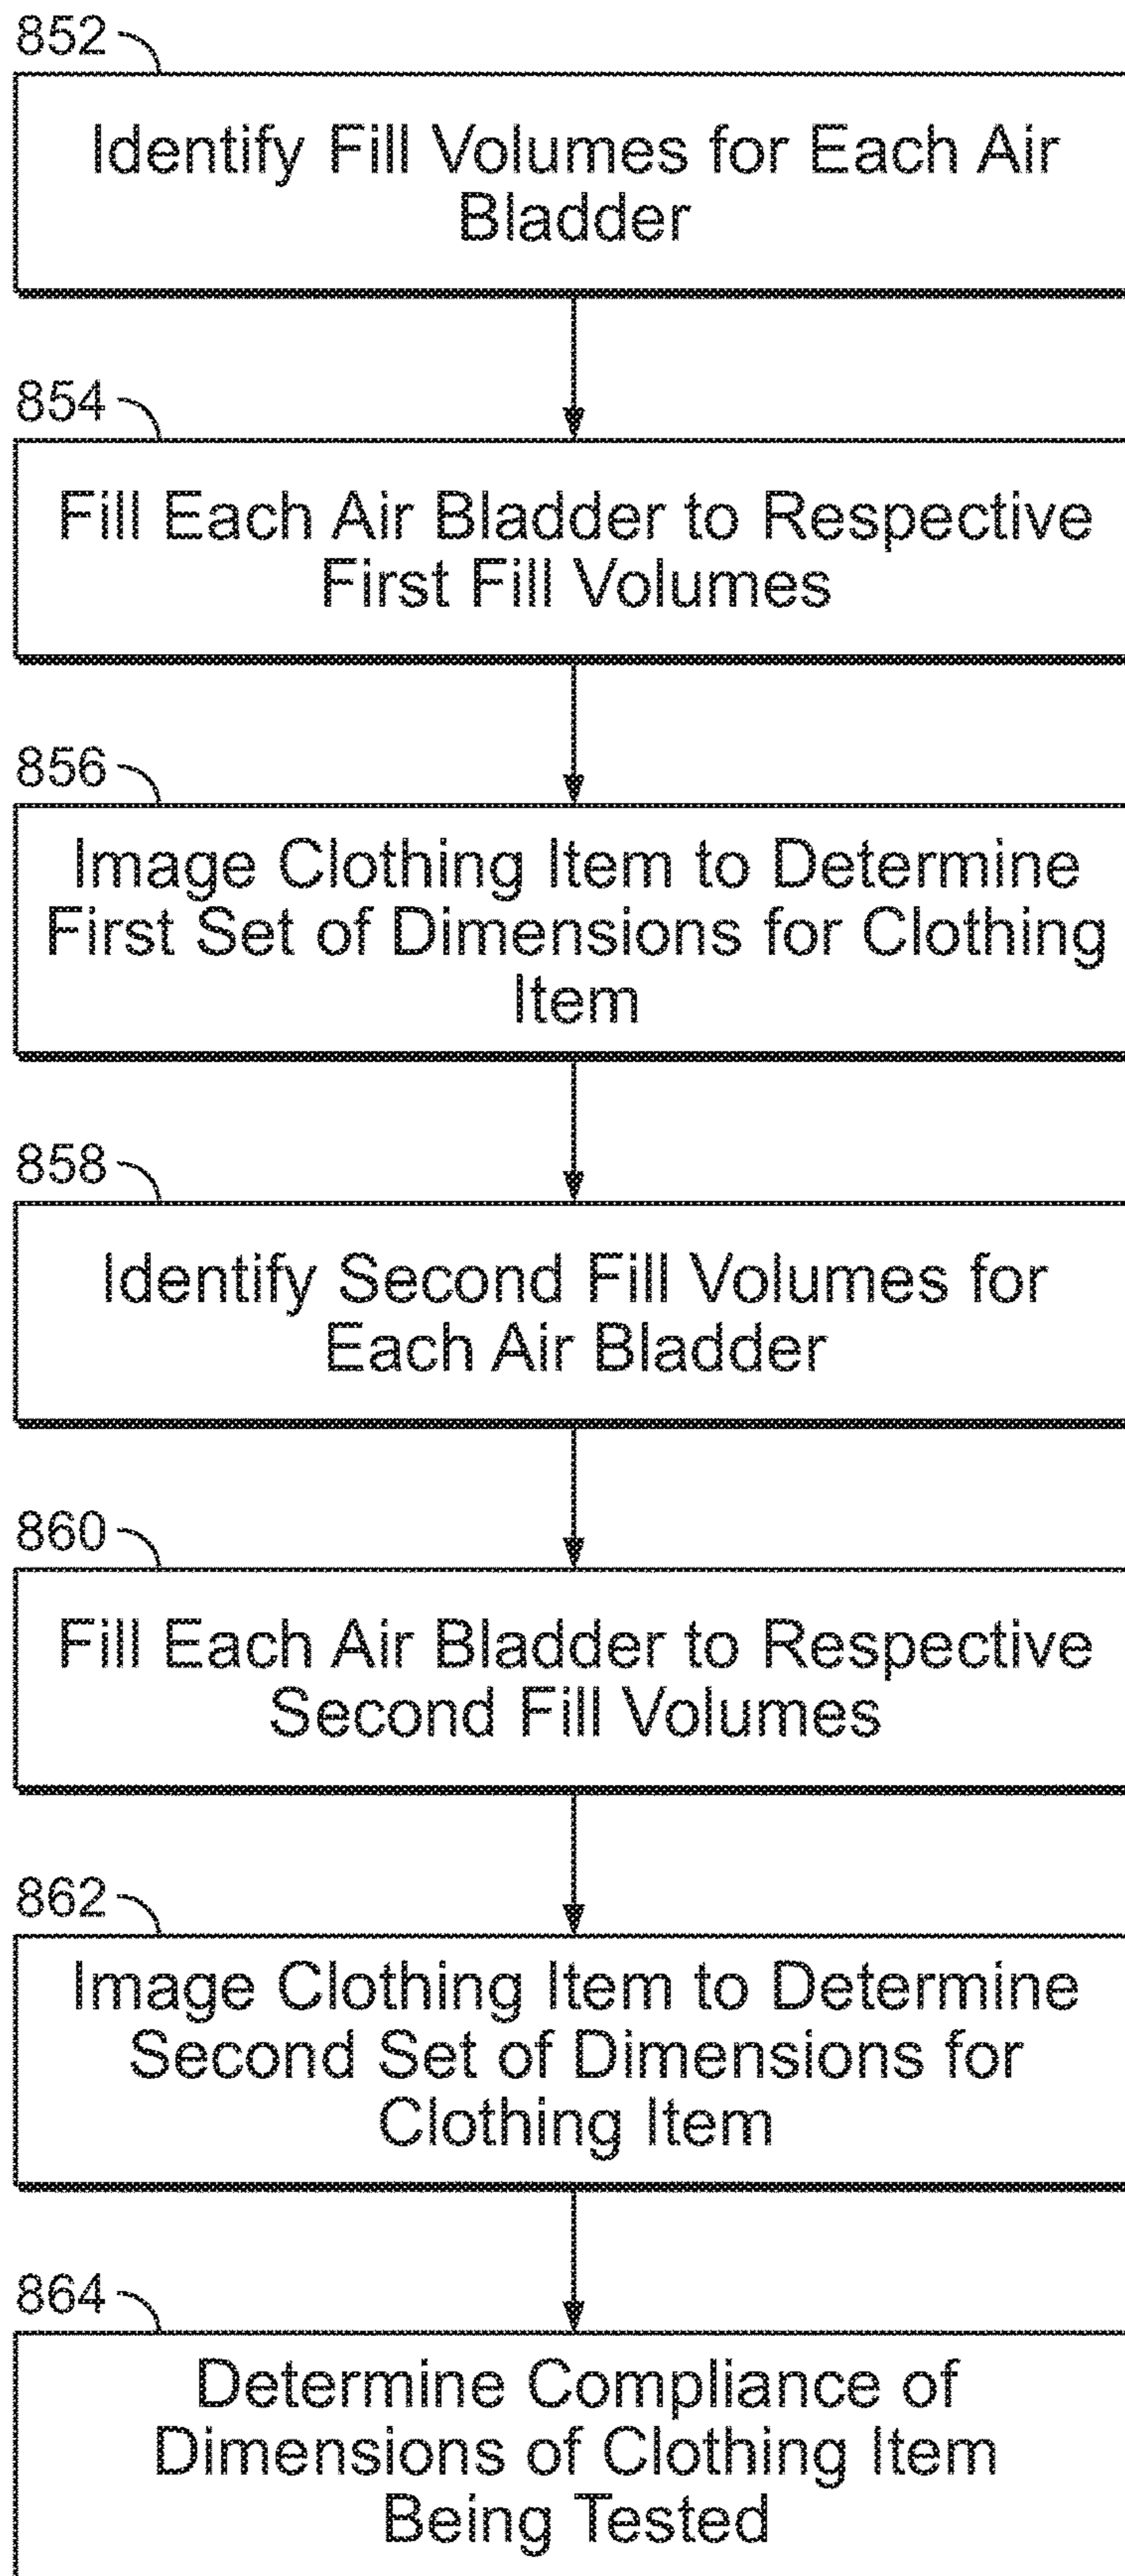 852
Identify Fill Volumes for Each Air
Bladder
854
Fill Each Air Bladder to Respective
First Fill Volumes
856
Image Clothing Item to Determine
First Set of Dimensions for Clothing
Item
858
Identify Second Fill Volumes for
Each Air Bladder
860
Fill Each Air Bladder to Respective
Second Fill Volumes
862
Image Clothing Item to Determine
Second Set of Dimensions for
Clothing Item
864
Determine Compliance of
Dimensions of Clothing Item
Being Tested